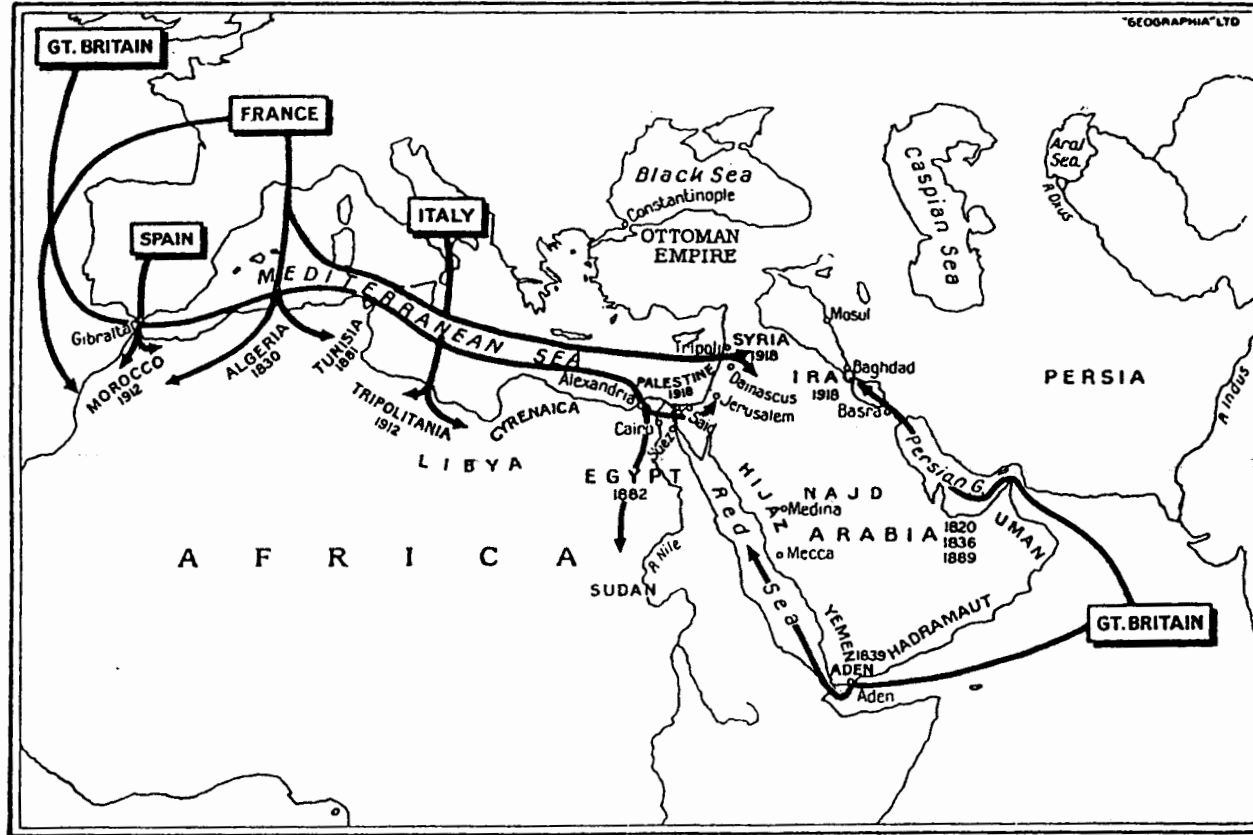 "GEOGRAPHIA" LTD
GT. BRITAIN
FRANCE
SPAIN
ITALY
Black Sea
Constantinople
OTTOMAN
EMPIRE
Caspian Sea
Aral
Sea
R Oxus
MEDITERRANEAN SEA
Gibraltar
MOROCCO
1912
ALGERIA
1830
TUNISIA
1881
TRIPOLITANIA
1912
CYRENAICA
LIBYA
Alexandria
Cairo
Suez
Said
EGYPT
1882
Tripoli
SYRIA
1918
Damascus
PALESTINE
1918
Jerusalem
Mosul
Baghdad
IRAQ
1918
Basra
PERSIA
R Indus
Persian G.
HIJAZ
NAJD
Medina
ARABIA
Mecca
1820
1836
1889
UMAN
Red Sea
AFRICA
R Nile
SUDAN
YEMEN
HADRAMAUT
1839
ADEN
Aden
GT. BRITAIN